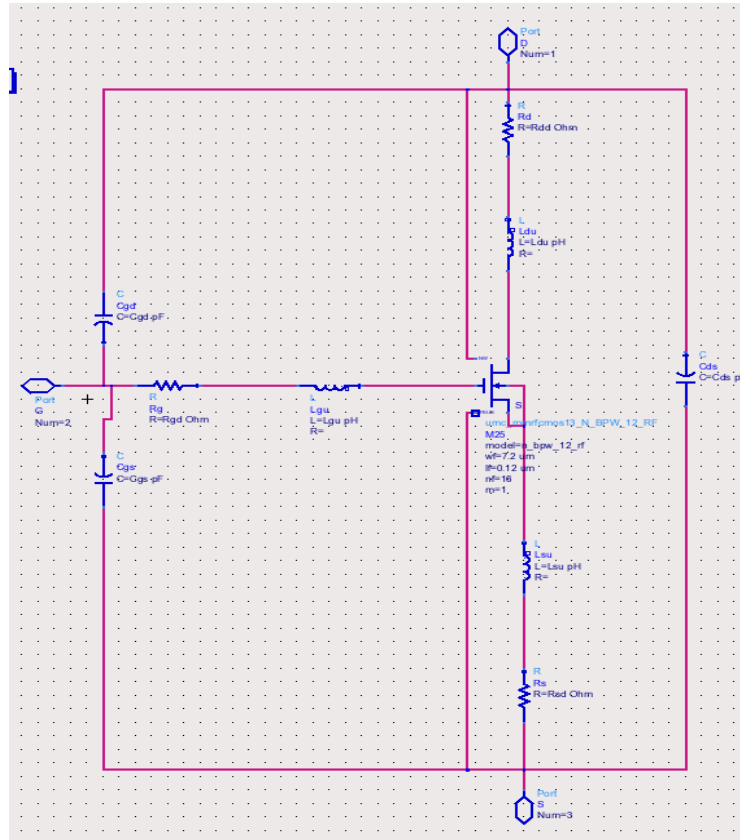 Port
D
Num=1
R
Rd
R=Rdd Ohm
L
Ldu
L=Ldu pH
R=
C
Cgd
C=Cgd pF
C
Cds
C=Cds p
Port
G
Num=2
R
Rg
R=Rgd Ohm
L
Lgu
L=Lgu pH
R=
S
M25
model=n_bpw_12_rf
wf=7.2 um
lf=0.12 um
nf=16
m=1
C
Cgs
C=Cgs pF
L
Lsu
L=Lsu pH
R=
R
Rs
R=Rsd Ohm
Port
S
Num=3